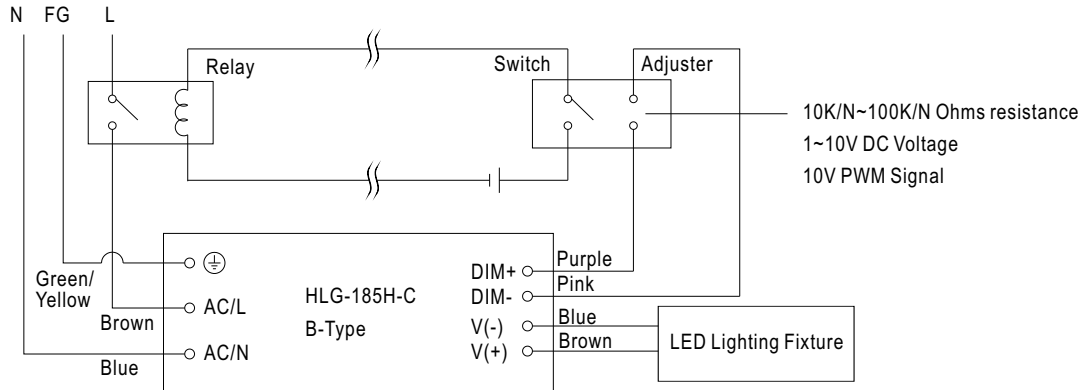 N FG L
Relay
Switch
Adjuster
10K/N~100K/N Ohms resistance
1~10V DC Voltage
10V PWM Signal
Green/
Yellow
Brown
Blue
AC/L
AC/N
HLG-185H-C
B-Type
DIM+
DIM-
V(-)
V(+)
Purple
Pink
Blue
Brown
LED Lighting Fixture